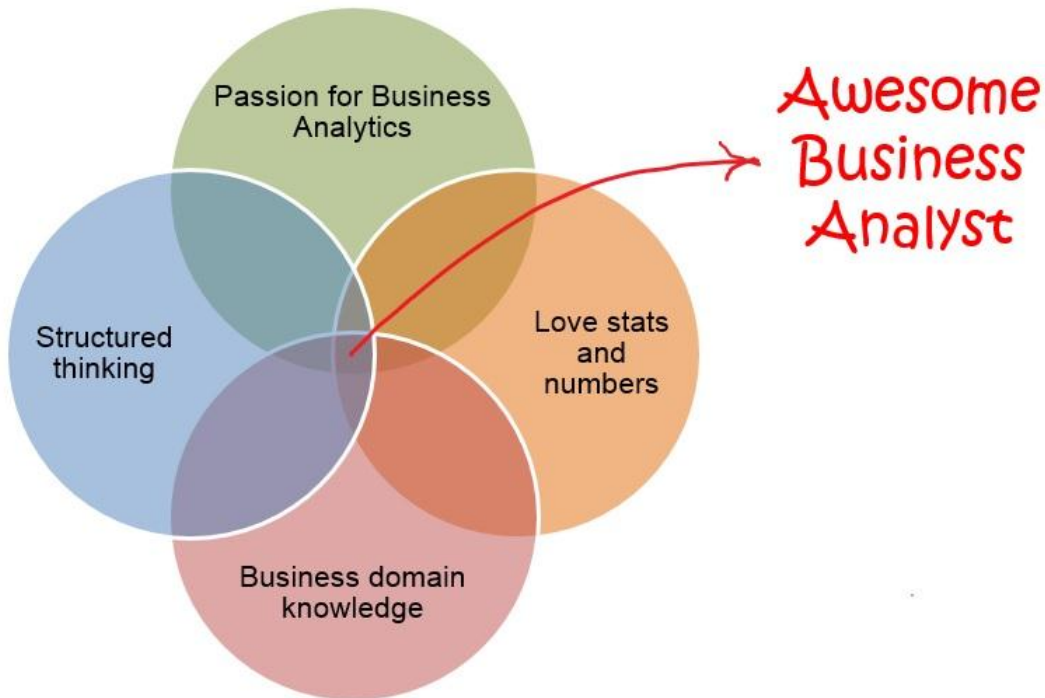 Passion for Business
Analytics
Awesome
Business
Analyst
Structured
thinking
Love stats
and
numbers
Business domain
knowledge